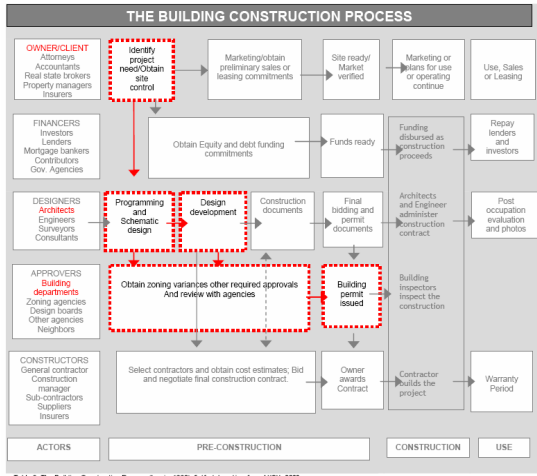 THE BUILDING CONSTRUCTION PROCESS
OWNER/CLIENT
Attorneys
Accountants
Real state brokers
Property managers
Insurers
Identify
project
need/Obtain
site
control
Marketing/obtain
preliminary sales or
leasing commitments
Site ready/
Market
verified
Marketing or
plans for use
or operating
continue
Use, Sales
or Leasing
FINANCERS
Investors
Lenders
Mortgage bankers
Contributors
Gov. Agencies
Obtain Equity and debt funding
commitments
Funds ready
Funding
disbursed as
construction
proceeds
Repay
lenders
and
investors
DESIGNERS
Architects
Engineers
Surveyors
Consultants
Programming
and
Schematic
design
Design
development
Construction
documents
Final
bidding and
permit
documents
Architects
and Engineer
administer
construction
contract
Post
occupation
evaluation
and photos
APPROVERS
Building
departments
Zoning agencies
Design boards
Other agencies
Neighbors
Obtain zoning variances other required approvals
And review with agencies
Building
permit
issued
Building
inspectors
inspect the
construction
CONSTRUCTORS
General contractor
Construction
manager
Sub-contractors
Suppliers
Insurers
Select contractors and obtain cost estimates; Bid
and negotiate final construction contract.
Owner
awards
Contract
Contractor
builds the
project
Warranty
Period
ACTORS
PRE-CONSTRUCTION
CONSTRUCTION
USE